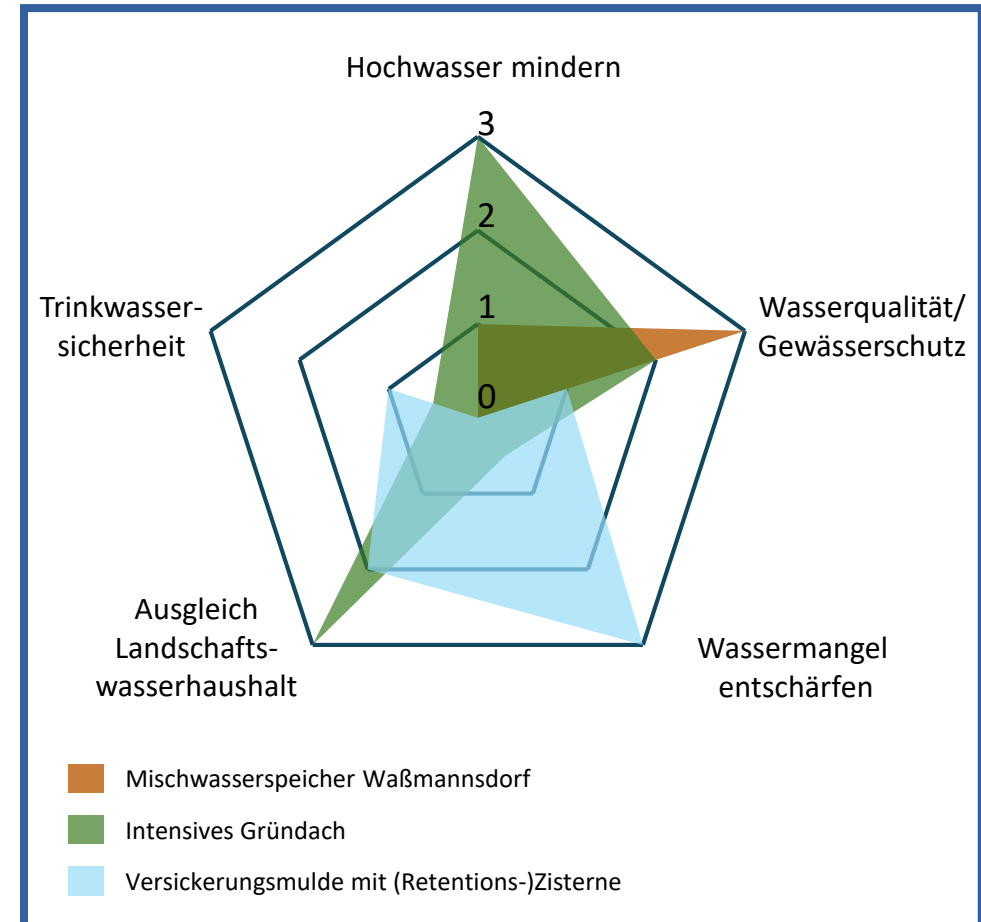 Hochwasser mindern
3
2
1
0
Trinkwasser-
sicherheit
Wasserqualität/
Gewässerschutz
Ausgleich
Landschafts-
wasserhaushalt
Wassermangel
entschärfen
Mischwasserspeicher Waßmannsdorf
Intensives Gründach
Versickerungsmulde mit (Retentions-)Zisterne